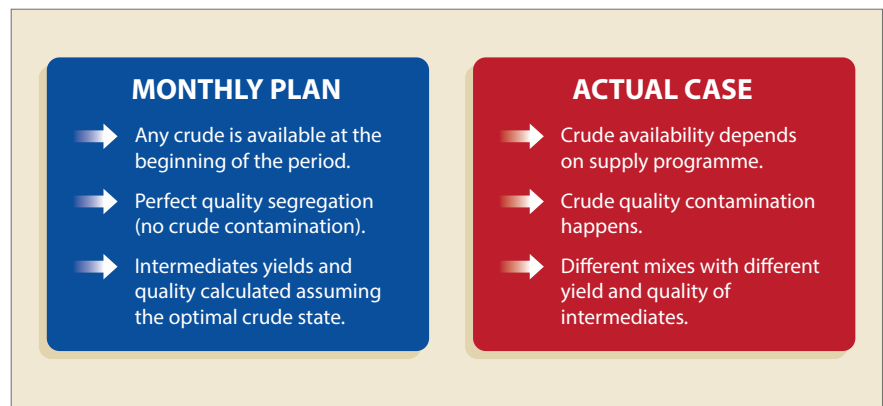 MONTHLY PLAN
Any crude is available at the
beginning of the period.
Perfect quality segregation
(no crude contamination).
Intermediates yields and
quality calculated assuming
the optimal crude state.
ACTUAL CASE
Crude availability depends
on supply programme.
Crude quality contamination
happens.
Different mixes with different
yield and quality of
intermediates.